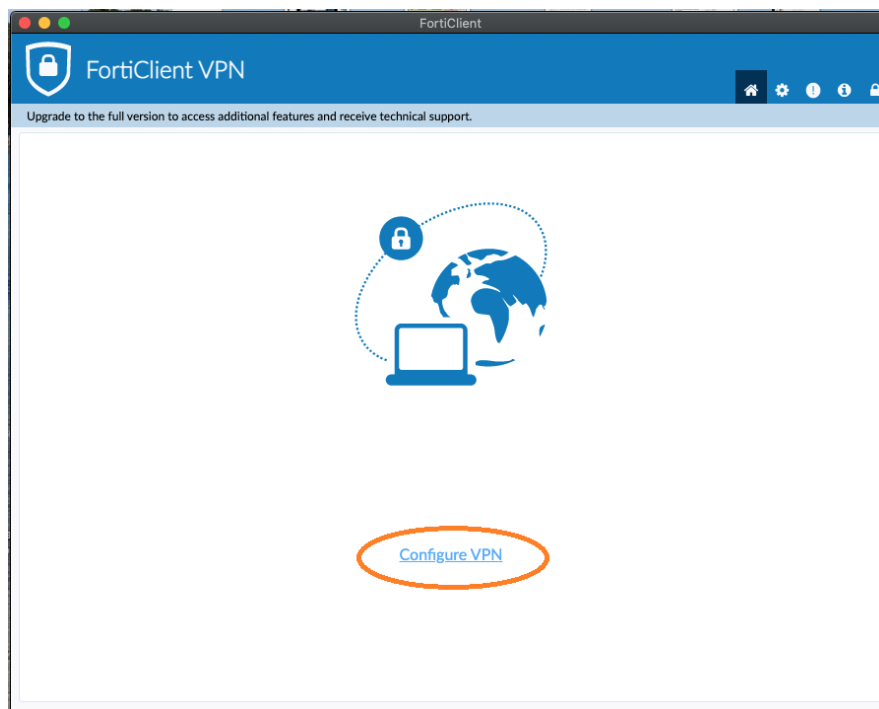 FortiClient
FortiClient VPN
Upgrade to the full version to access additional features and receive technical support.
Configure VPN